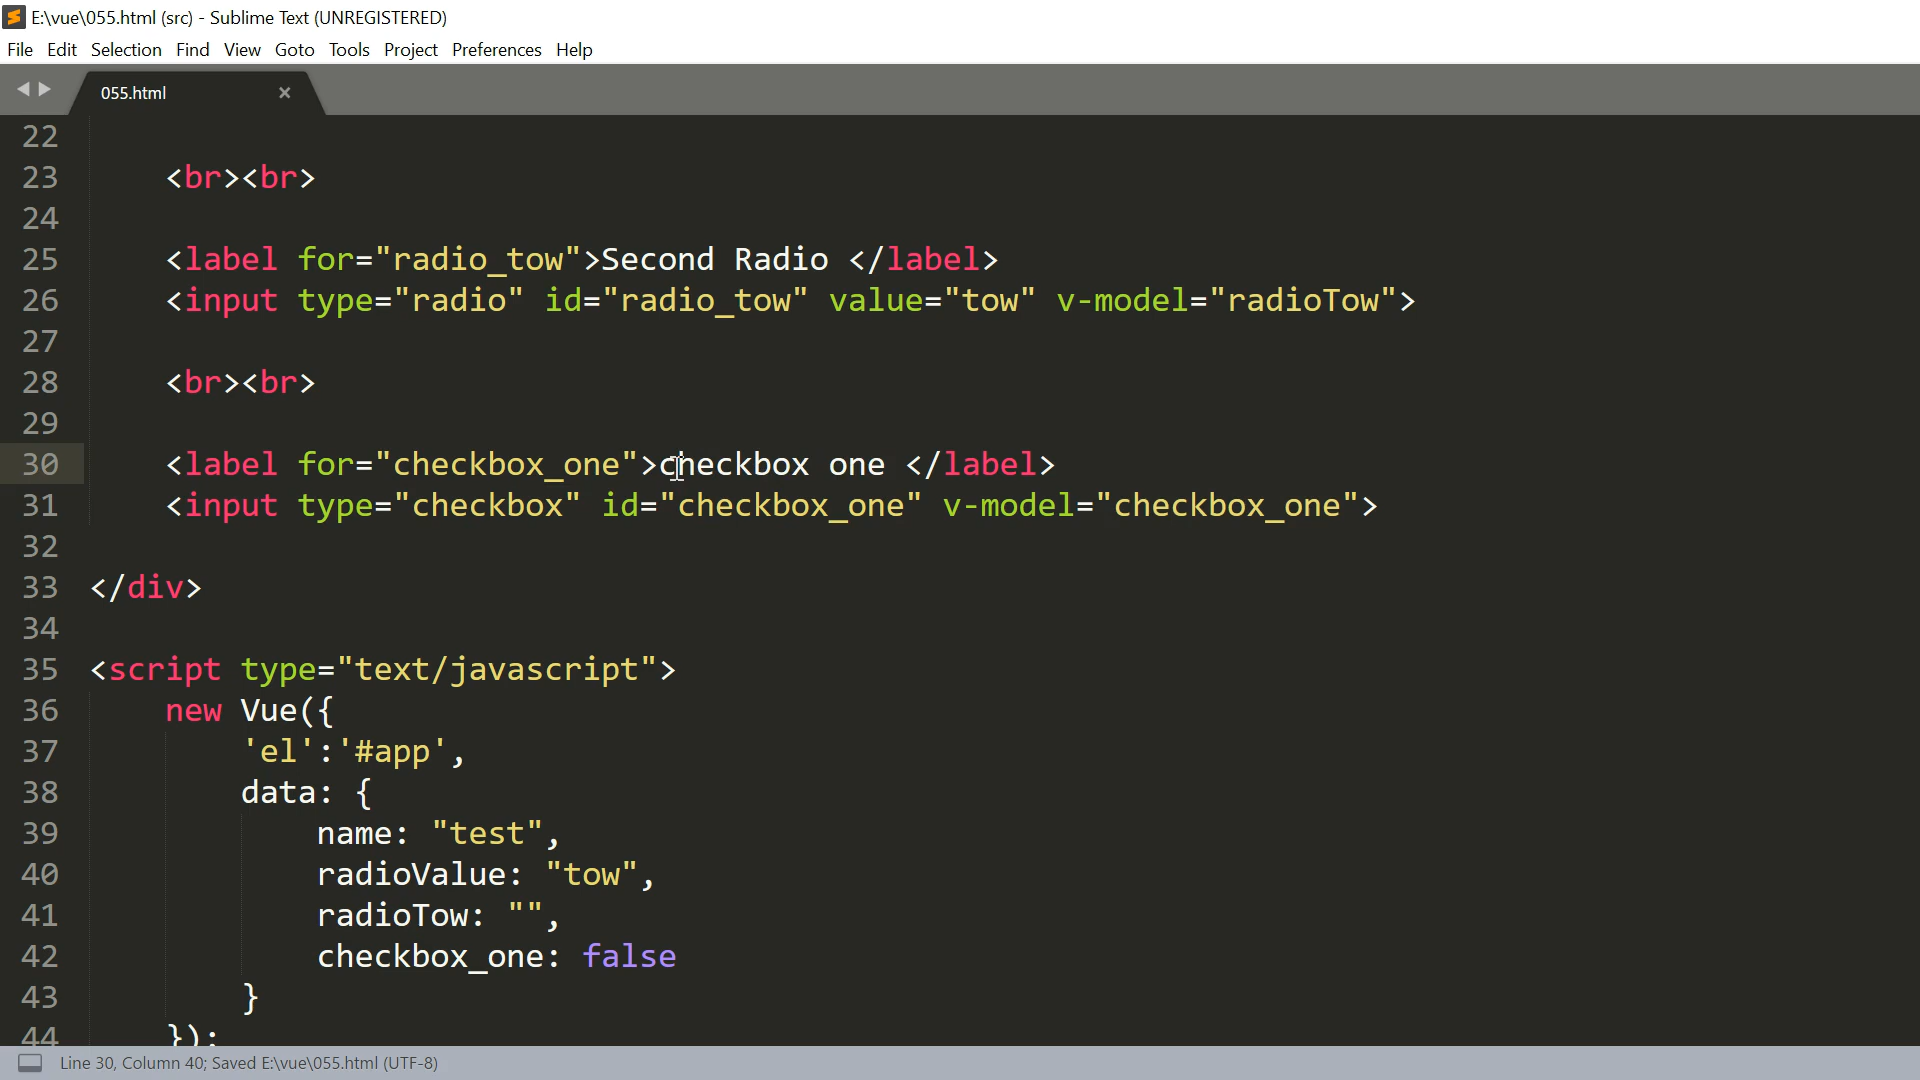 E:\vue\055.html (src) - Sublime Text (UNREGISTERED)
File Edit Selection Find View Goto Tools Project Preferences Help
055.html
22
23 <br><br>
24
25 <label for="radio_tow">Second Radio </label>
26 <input type="radio" id="radio_tow" value="tow" v-model="radioTow">
27
28 <br><br>
29
30 <label for="checkbox_one">checkbox one </label>
31 <input type="checkbox" id="checkbox_one" v-model="checkbox_one">
32
33 </div>
34
35 <script type="text/javascript">
36 new Vue({
37 'el':'#app',
38 data: {
39 name: "test",
40 radioValue: "tow",
41 radioTow: "",
42 checkbox_one: false
43 }
44 });
Line 30, Column 40; Saved E:\vue\055.html (UTF-8)